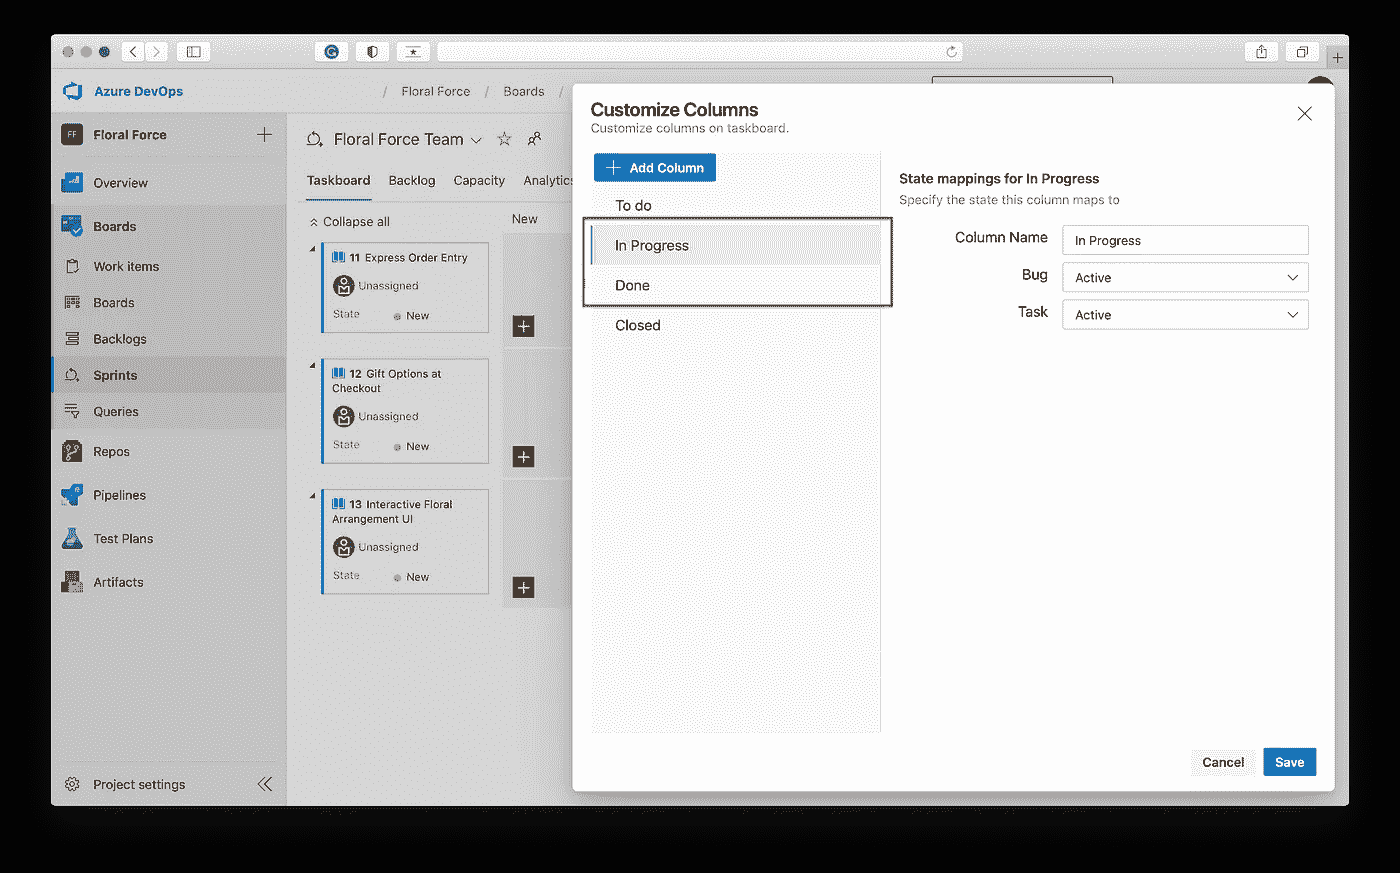 Azure DevOps
/ Floral Force / Boards /
FF Floral Force
Overview
Boards
Work items
Boards
Backlogs
Sprints
Queries
Repos
Pipelines
Test Plans
Artifacts
Project settings
Floral Force Team
Taskboard Backlog Capacity Analytics
Collapse all
New
11 Express Order Entry
Unassigned
State New
12 Gift Options at
Checkout
Unassigned
State New
13 Interactive Floral
Arrangement UI
Unassigned
State New
Customize Columns
Customize columns on taskboard.
Add Column
To do
In Progress
Done
Closed
State mappings for In Progress
Specify the state this column maps to
Column Name In Progress
Bug Active
Task Active
Cancel Save